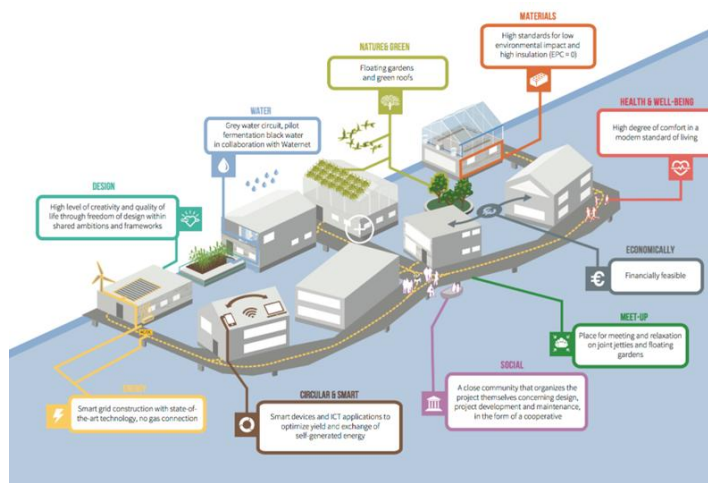 MATERIALS
High standards for low
environmental impact and
high insulation (EPC = 0)
NATURE& GREEN
Floating gardens
and green roofs
HEALTH & WELL-BEING
High degree of comfort in a
modern standard of living
WATER
Grey water circuit, pilot
fermentation black water
in collaboration with Waternet
DESIGN
High level of creativity and quality of
life through freedom of design within
shared ambitions and frameworks
ECONOMICALLY
€
Financially feasible
MEET-UP
Place for meeting and relaxation
on joint jetties and floating
gardens
SOCIAL
A close community that organizes the
project themselves concerning design,
project development and maintenance,
in the form of a cooperative
CIRCULAR & SMART
Smart devices and ICT applications to
optimize yield and exchange of
self-generated energy
ENERGY
Smart grid construction with state-of-
the-art technology, no gas connection